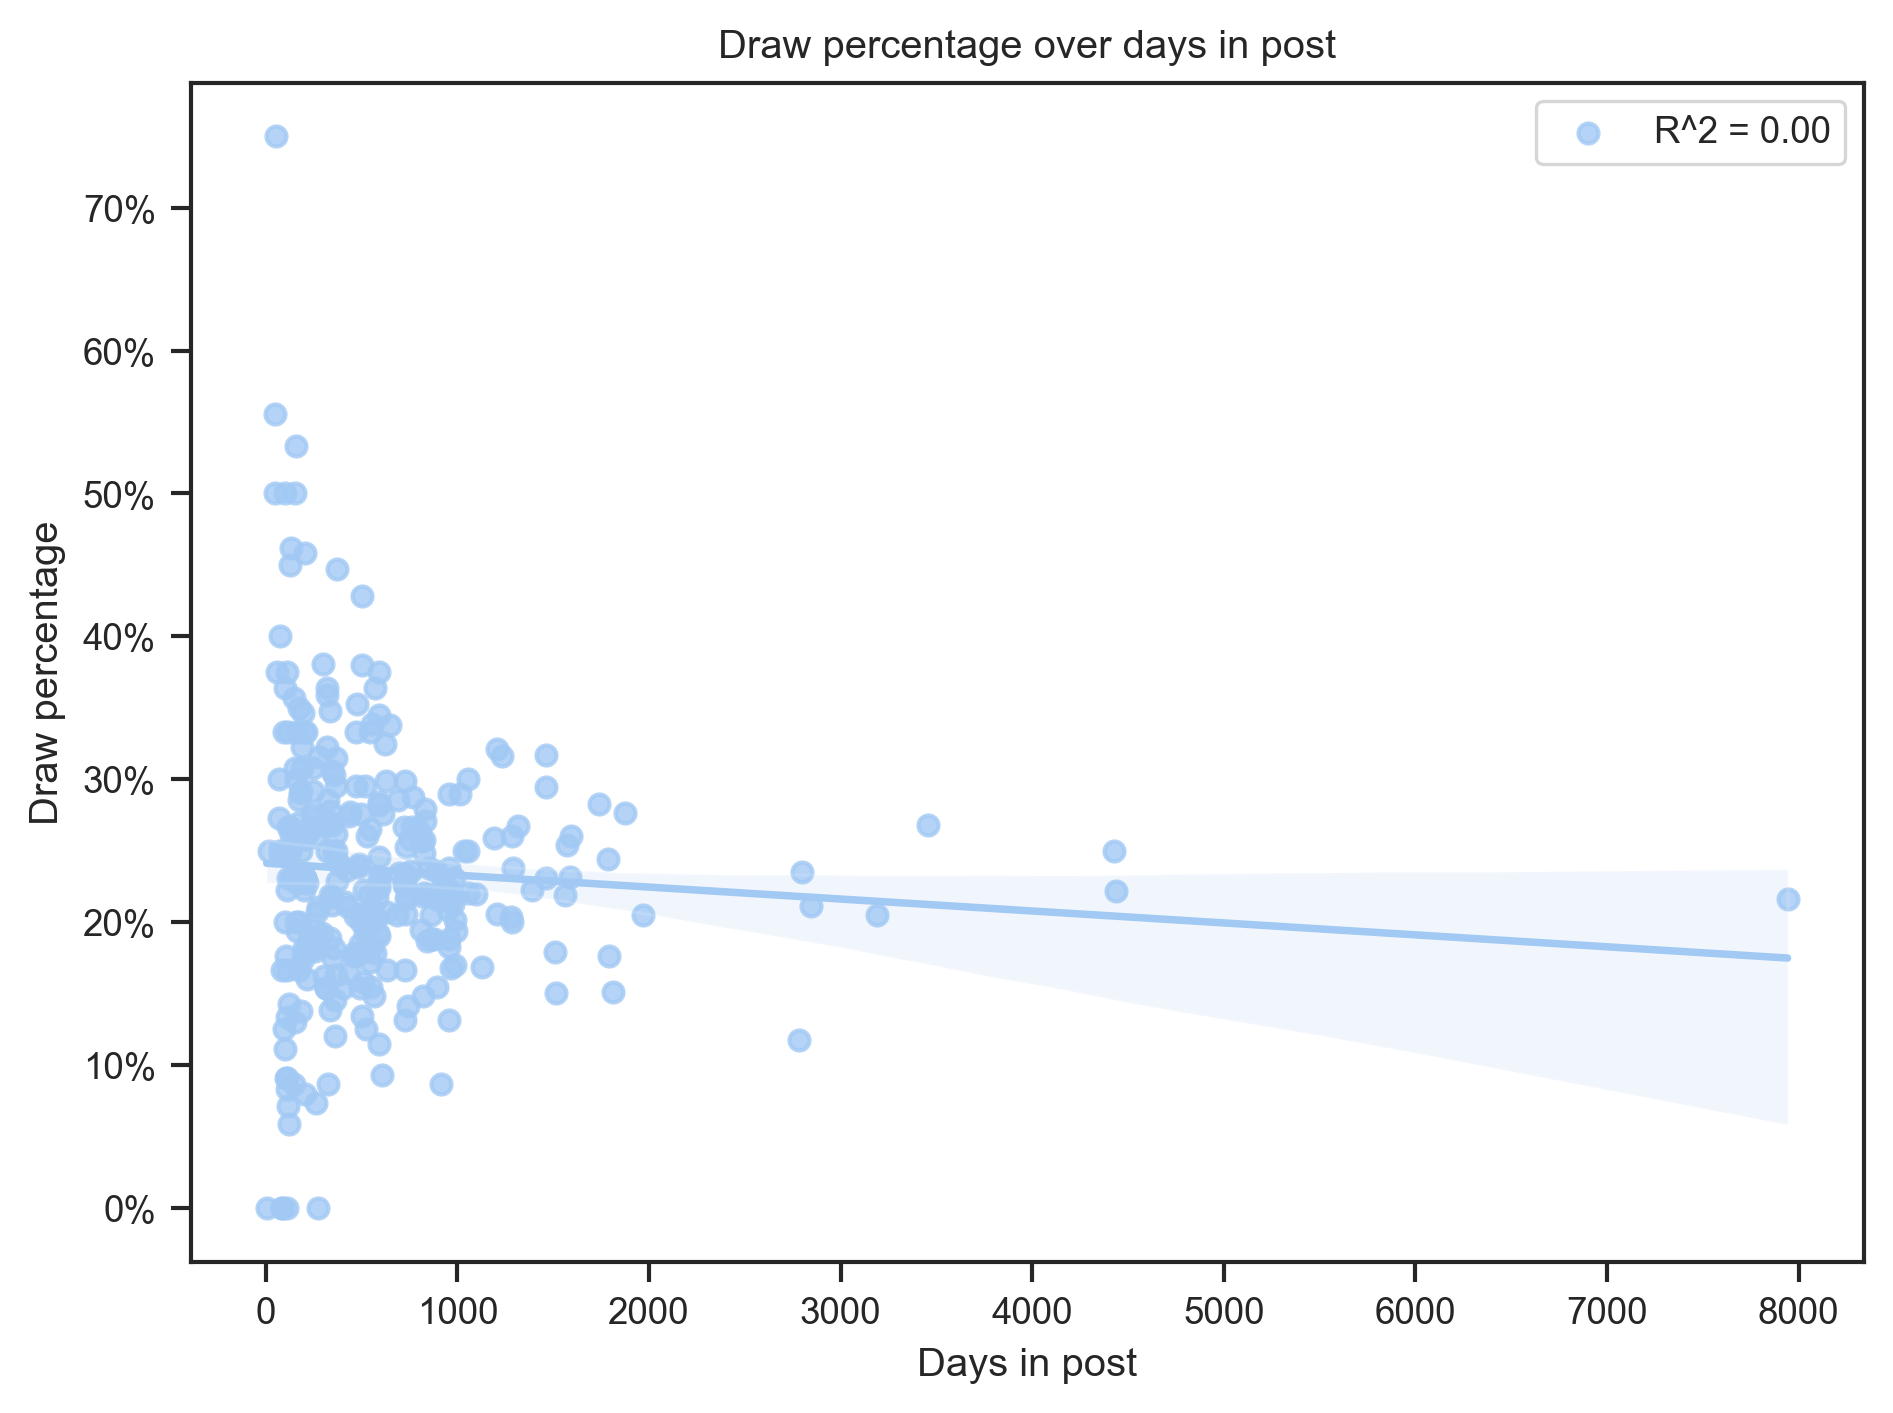 Draw percentage over days in post
R^2 = 0.00
70%
60%
50%
40%
30%
20%
10%
0%
Draw percentage
0 1000 2000 3000 4000 5000 6000 7000 8000
Days in post